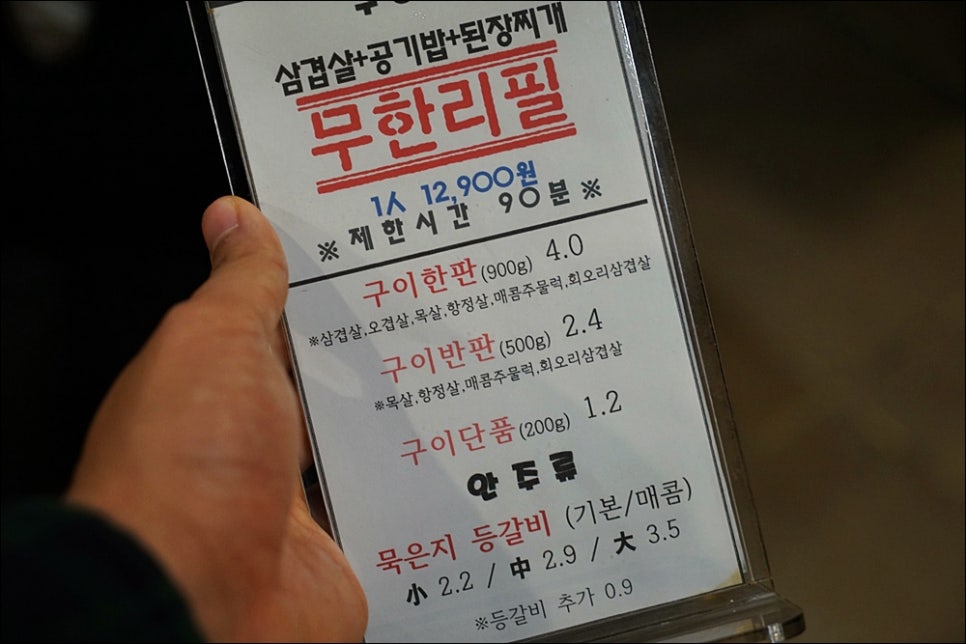 삼겹살+공기밥+된장찌개
무한리필
1人 12,900원
※제한시간 90분※
구이한판(900g) 4.0
※삼겹살,오겹살,목살,항정살,매콤주물럭,회오리삼겹살
구이반판(500g) 2.4
※목살,항정살,매콤주물럭,회오리삼겹살
구이단품(200g) 1.2
안주류
묵은지 등갈비 (기본/매콤)
小 2.2 / 中 2.9 / 大 3.5
※등갈비 추가 0.9